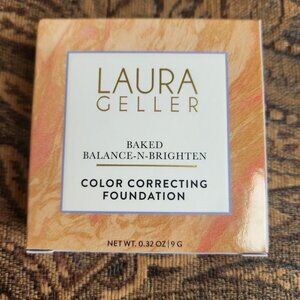 LAURA
GELLER
BAKED
BALANCE-N-BRIGHTEN
COLOR CORRECTING
FOUNDATION
NET WT. 0.32 OZ | 9 G